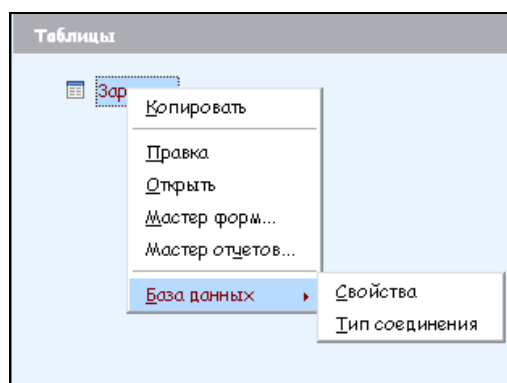 Таблицы
Зар
Копировать
Правка
Открыть
Мастер форм...
Мастер отчетов...
База данных
Свойства
Тип соединения